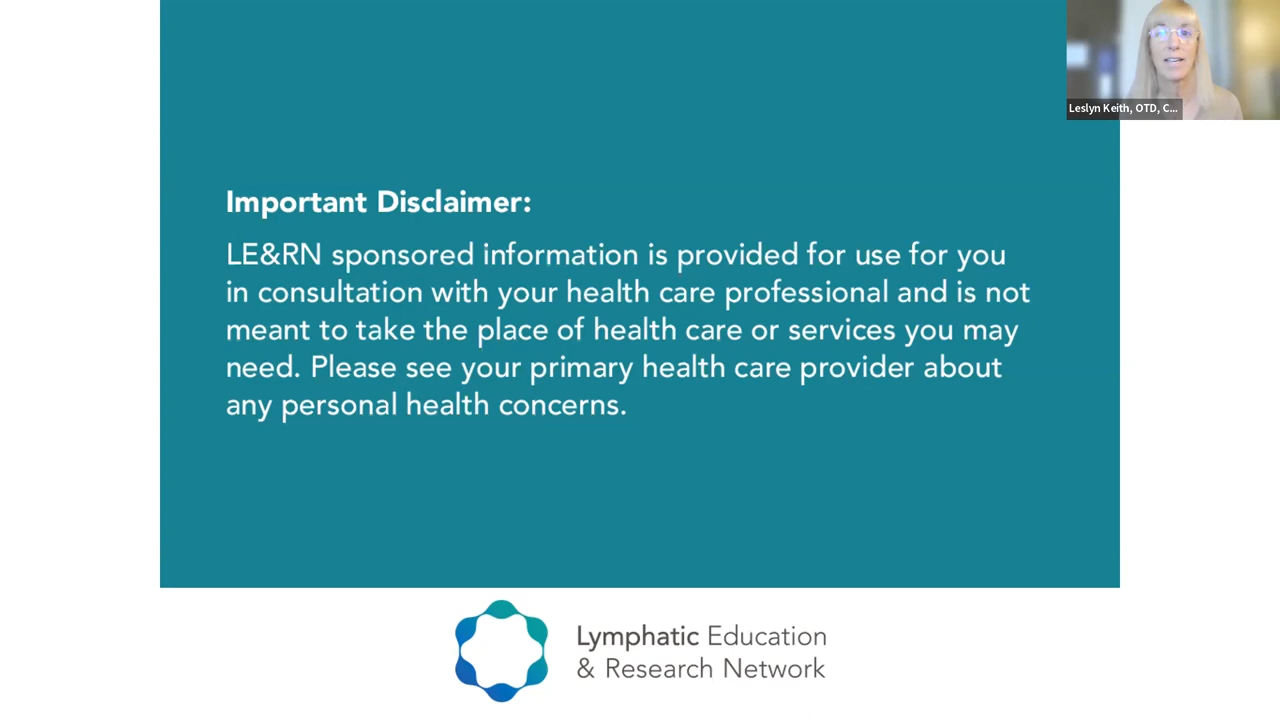 Leslyn Keith, OTD, C...
Important Disclaimer:
LE&RN sponsored information is provided for use for you
in consultation with your health care professional and is not
meant to take the place of health care or services you may
need. Please see your primary health care provider about
any personal health concerns.
Lymphatic Education
& Research Network